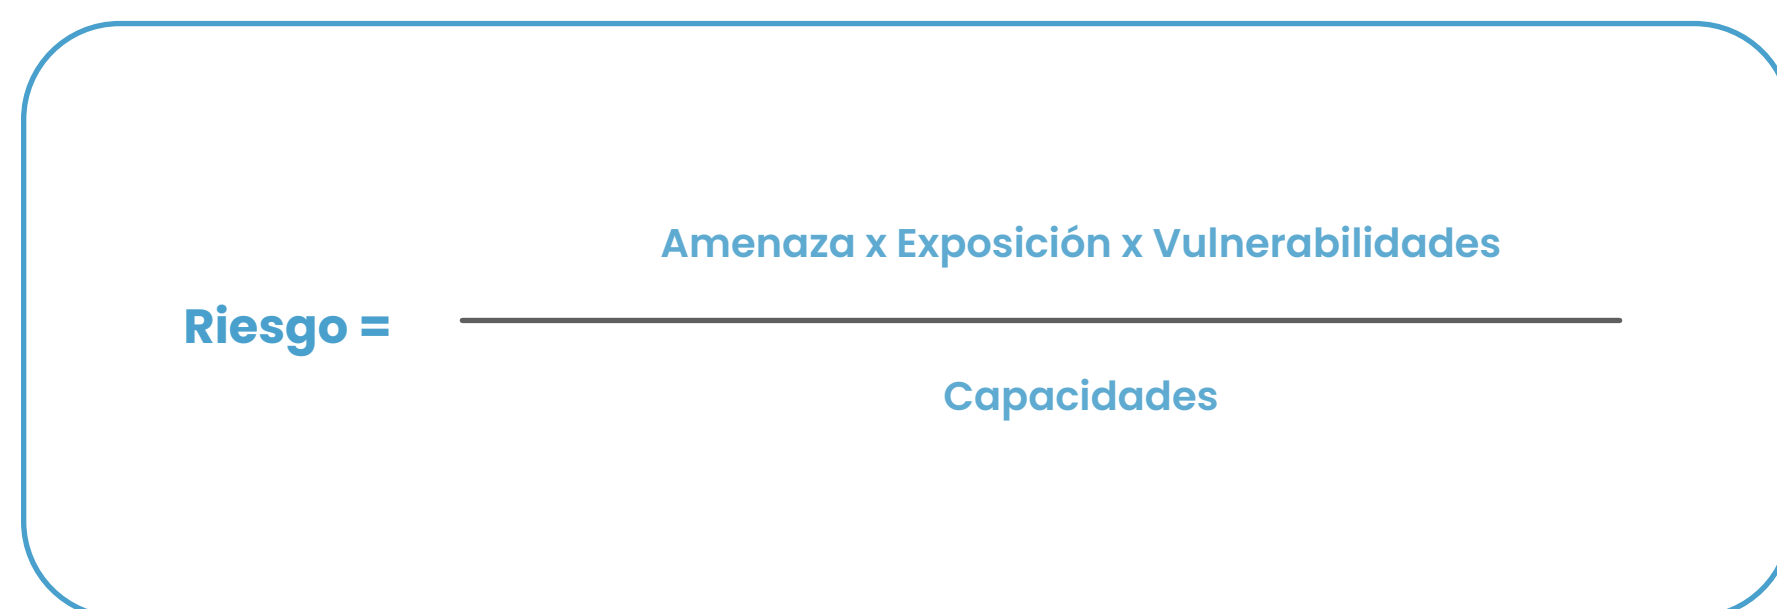 Amenaza x Exposición x Vulnerabilidades
Riesgo =
Capacidades